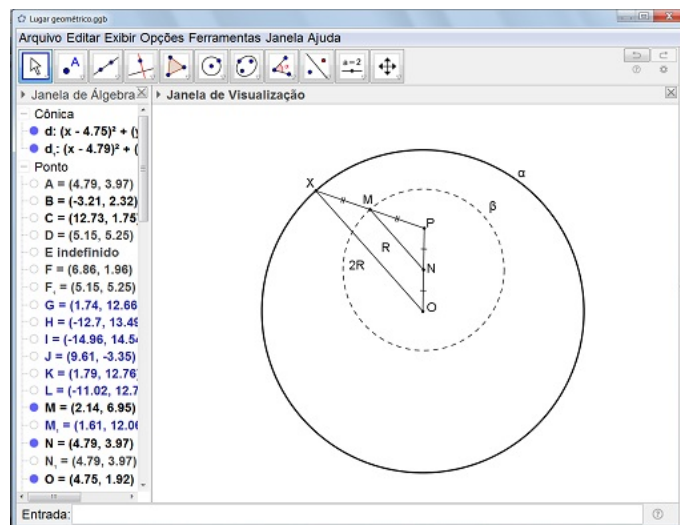 Lugar geométrico.ggb
Arquivo Editar Exibir Opções Ferramentas Janela Ajuda
A
a=2
Janela de Álgebra
Janela de Visualização
Cônica
d: (x - 4.75)² + (y
d₁: (x - 4.79)² + (
Ponto
A = (4.79, 3.97)
B = (-3.21, 2.32)
C = (12.73, 1.75)
D = (5.15, 5.25)
E indefinido
F = (6.86, 1.96)
F₁ = (5.15, 5.25)
G = (1.74, 12.66
H = (-12.7, 13.49
I = (-14.96, 14.54
J = (9.61, -3.35)
K = (1.79, 12.76)
L = (-11.02, 12.7
M = (2.14, 6.95)
M₁ = (1.61, 12.06
N = (4.79, 3.97)
N₁ = (4.79, 3.97)
O = (4.75, 1.92)
α
X
M
β
P
R
2R
N
O
Entrada: